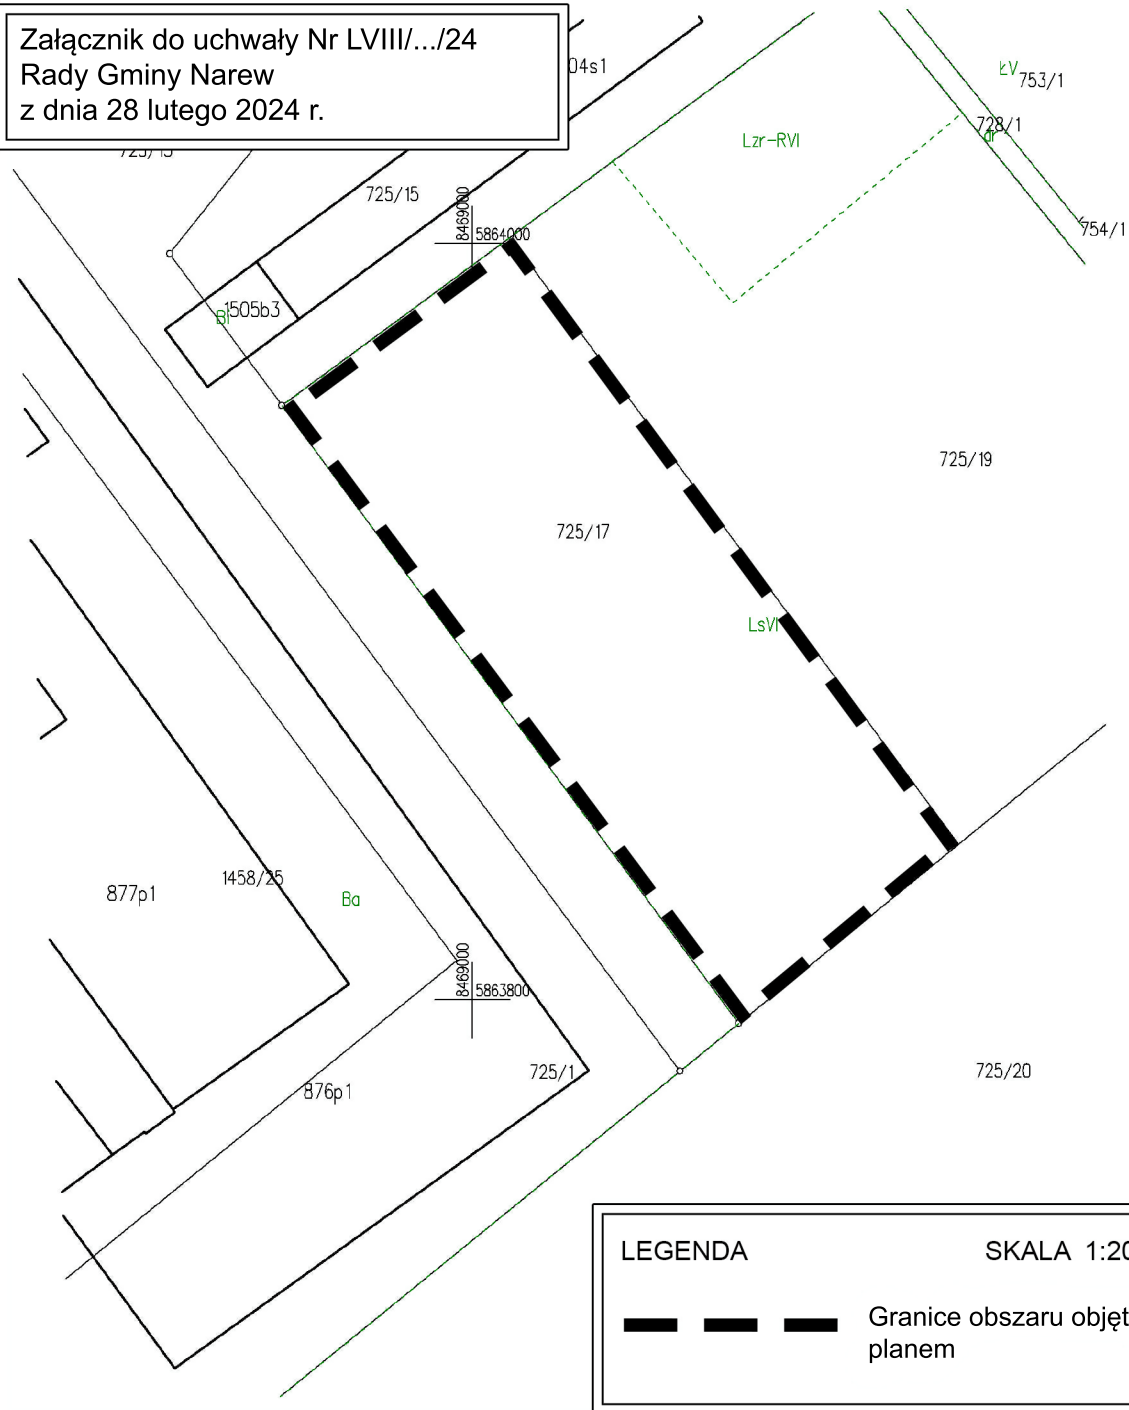 Załącznik do uchwały Nr LVIII/.../24
Rady Gminy Narew
z dnia 28 lutego 2024 r.
04s1
ŁV
753/1
728/1
dr
Lzr-RVI
754/1
725/15
8469000
5864000
1505b3
Bi
725/19
725/17
LsVI
1458/25
877p1
Ba
8469000
5863800
725/1
876p1
725/20
LEGENDA SKALA 1:20
Granice obszaru objęt
planem